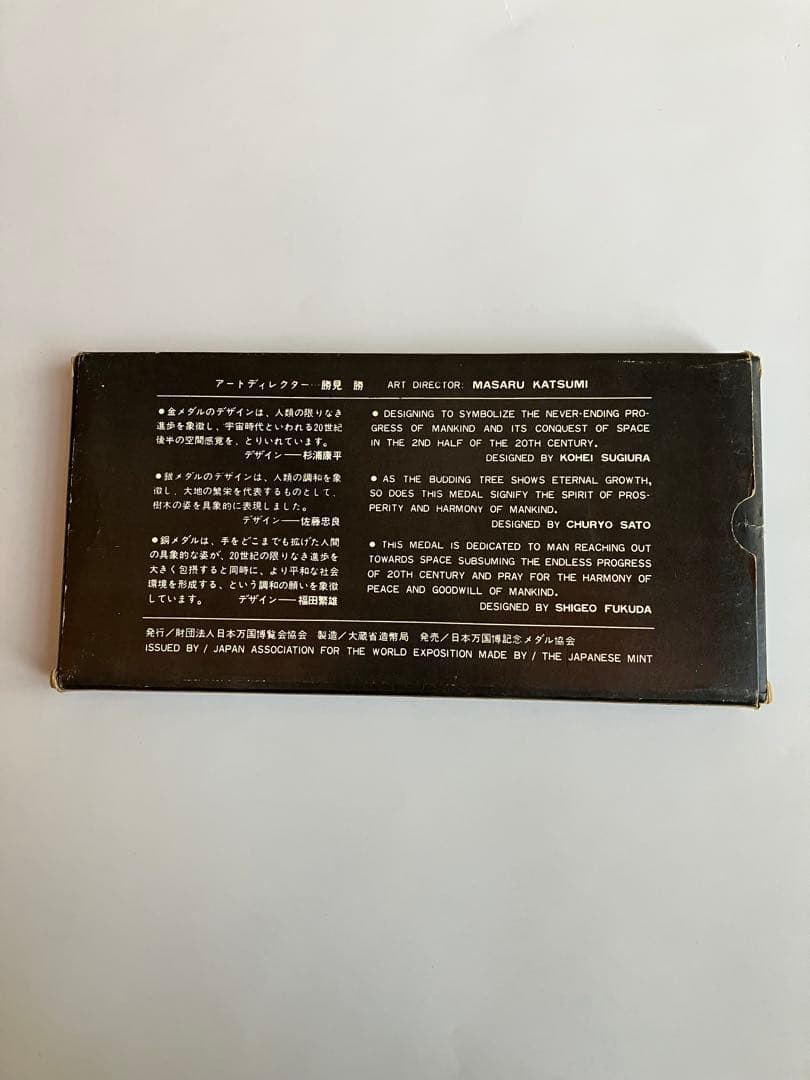 アートディレクター…勝見 勝 ART DIRECTOR: MASARU KATSUMI
●金メダルのデザインは、人類の限りなき
進歩を象徴し、宇宙時代といわれる20世紀
後半の空間感覚を、とりいれています。
デザイン──杉浦康平
●銀メダルのデザインは、人類の調和を象
徴し、大地の繁栄を代表するものとして、
樹木の姿を具象的に表現しました。
デザイン──佐藤忠良
●銅メダルは、手をどこまでも拡げた人間
の具象的な姿が、20世紀の限りなき進歩を
大きく包摂すると同時に、より平和な社会
環境を形成する、という調和の願いを象徴
しています。 デザイン──福田繁雄
● DESIGNING TO SYMBOLIZE THE NEVER-ENDING PRO-
GRESS OF MANKIND AND ITS CONQUEST OF SPACE
IN THE 2ND HALF OF THE 20TH CENTURY.
DESIGNED BY KOHEI SUGIURA
● AS THE BUDDING TREE SHOWS ETERNAL GROWTH,
SO DOES THIS MEDAL SIGNIFY THE SPIRIT OF PROS-
PERITY AND HARMONY OF MANKIND.
DESIGNED BY CHURYO SATO
● THIS MEDAL IS DEDICATED TO MAN REACHING OUT
TOWARDS SPACE SUBSUMING THE ENDLESS PROGRESS
OF 20TH CENTURY AND PRAY FOR THE HARMONY OF
PEACE AND GOODWILL OF MANKIND.
DESIGNED BY SHIGEO FUKUDA
発行/財団法人日本万国博覧会協会 製造/大蔵省造幣局 発売/日本万国博記念メダル協会
ISSUED BY/ JAPAN ASSOCIATION FOR THE WORLD EXPOSITION MADE BY/ THE JAPANESE MINT